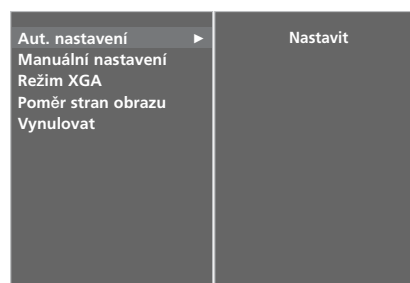 Aut. nastavení ►
Nastavit
Manuální nastavení
Režim XGA
Poměr stran obrazu
Vynulovat